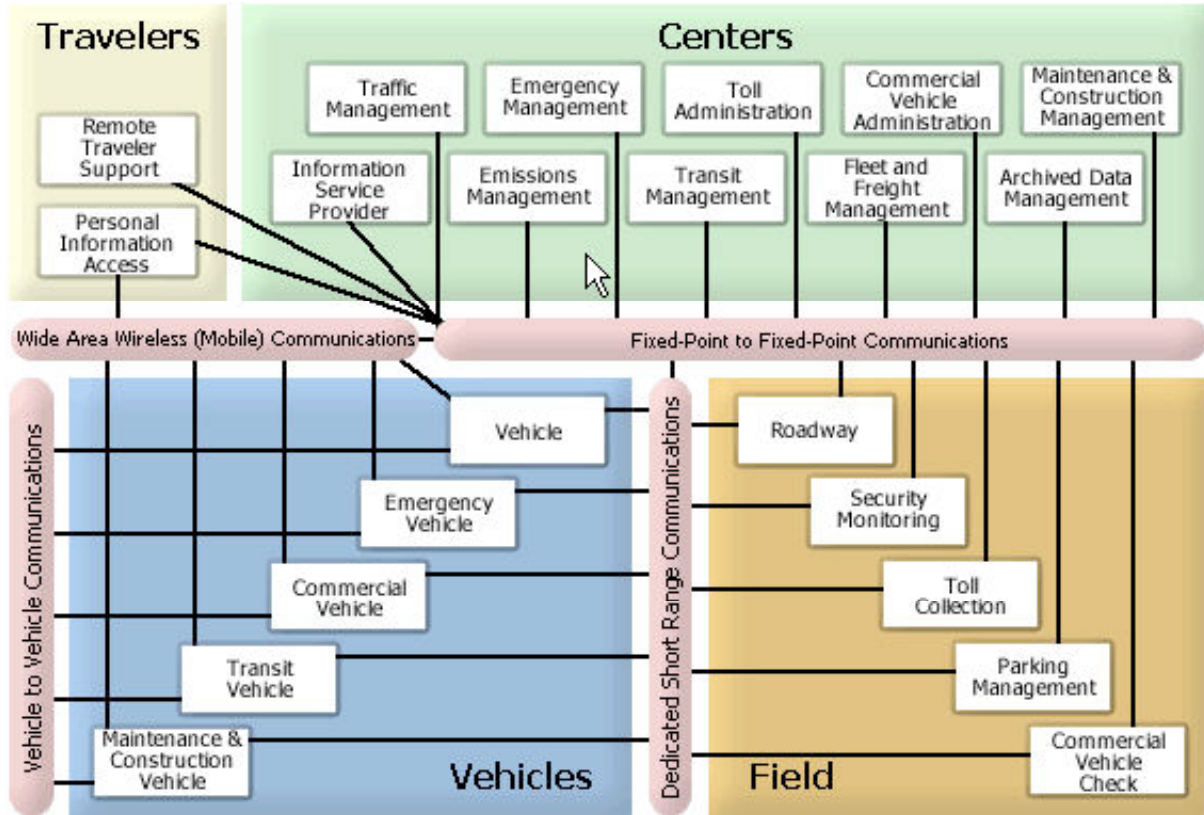 Travelers
Remote
Traveler
Support
Personal
Information
Access
Centers
Traffic
Management
Emergency
Management
Toll
Administration
Commercial
Vehicle
Administration
Maintenance &
Construction
Management
Information
Service
Provider
Emissions
Management
Transit
Management
Fleet and
Freight
Management
Archived Data
Management
Wide Area Wireless (Mobile) Communications
Fixed-Point to Fixed-Point Communications
Vehicle to Vehicle Communications
Vehicle
Emergency
Vehicle
Commercial
Vehicle
Transit
Vehicle
Maintenance &
Construction
Vehicle
Vehicles
Dedicated Short Range Communications
Roadway
Security
Monitoring
Toll
Collection
Parking
Management
Commercial
Vehicle
Check
Field